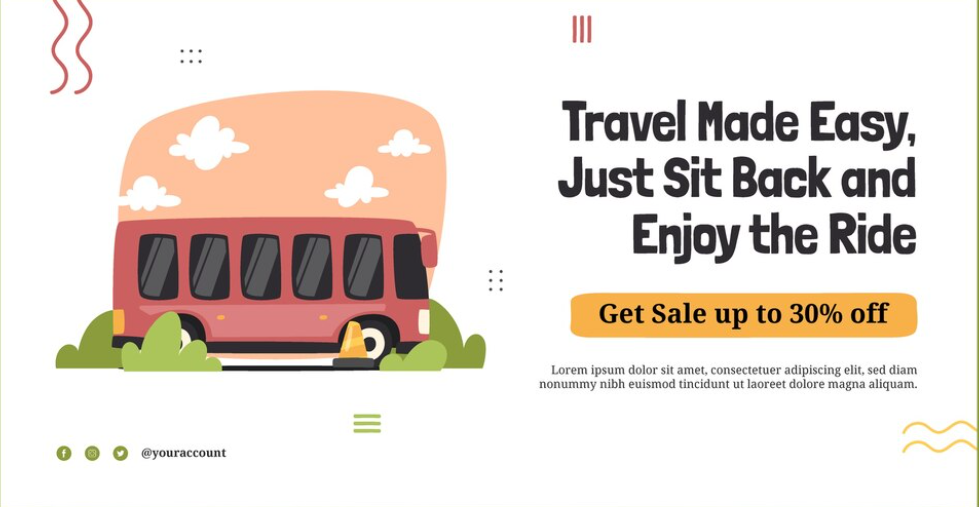 Travel Made Easy,
Just Sit Back and
Enjoy the Ride
Get Sale up to 30% off
Lorem ipsum dolor sit amet, consectetuer adipiscing elit, sed diam
nonummy nibh euismod tincidunt ut laoreet dolore magna aliquam.
@youraccount